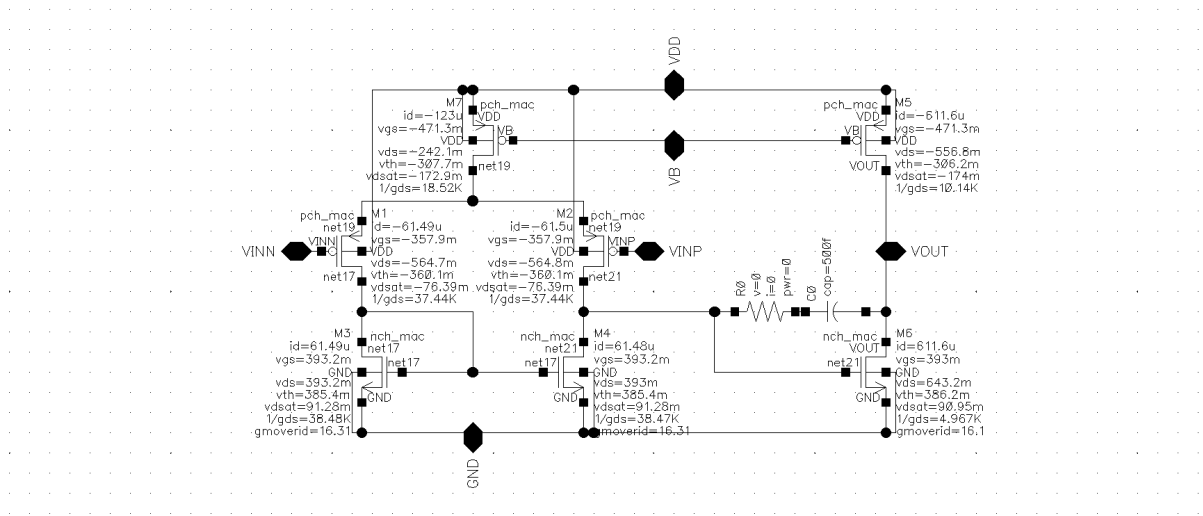 VDD
M7
pch_mac
id=-123u
VDD
vgs=-471.3m
VB
VDD
vds=-242.1m
vth=-307.7m
net19
vdsat=-172.9m
1/gds=18.52K
VB
pch_mac
M5
VDD
id=-611.6u
VB
vgs=-471.3m
VDD
vds=-556.8m
VOUT
vth=-306.2m
vdsat=-174m
1/gds=10.14K
pch_mac
M1
net19
id=-61.49u
VINN
VINN
vgs=-357.9m
VDD
vds=-564.7m
net17
vth=-360.1m
vdsat=-76.39m
1/gds=37.44K
M2
pch_mac
id=-61.5u
net19
vgs=-357.9m
VINP
VINP
VDD
vds=-564.8m
vth=-360.1m
net21
vdsat=-76.39m
1/gds=37.44K
VOUT
R0
v=0
i=0
pwr=0
C0
cap=500f
M3
nch_mac
id=61.49u
net17
vgs=393.2m
net17
GND
vds=393.2m
vth=385.4m
GND
vdsat=91.28m
1/gds=38.48K
gmoverid=16.31
nch_mac
M4
net21
id=61.48u
net17
vgs=393.2m
GND
vds=393m
vth=385.4m
GND
vdsat=91.28m
1/gds=38.47K
gmoverid=16.31
nch_mac
M6
VOUT
id=611.6u
net21
vgs=393m
GND
vds=643.2m
vth=386.2m
GND
vdsat=90.95m
1/gds=4.967K
gmoverid=16.1
GND